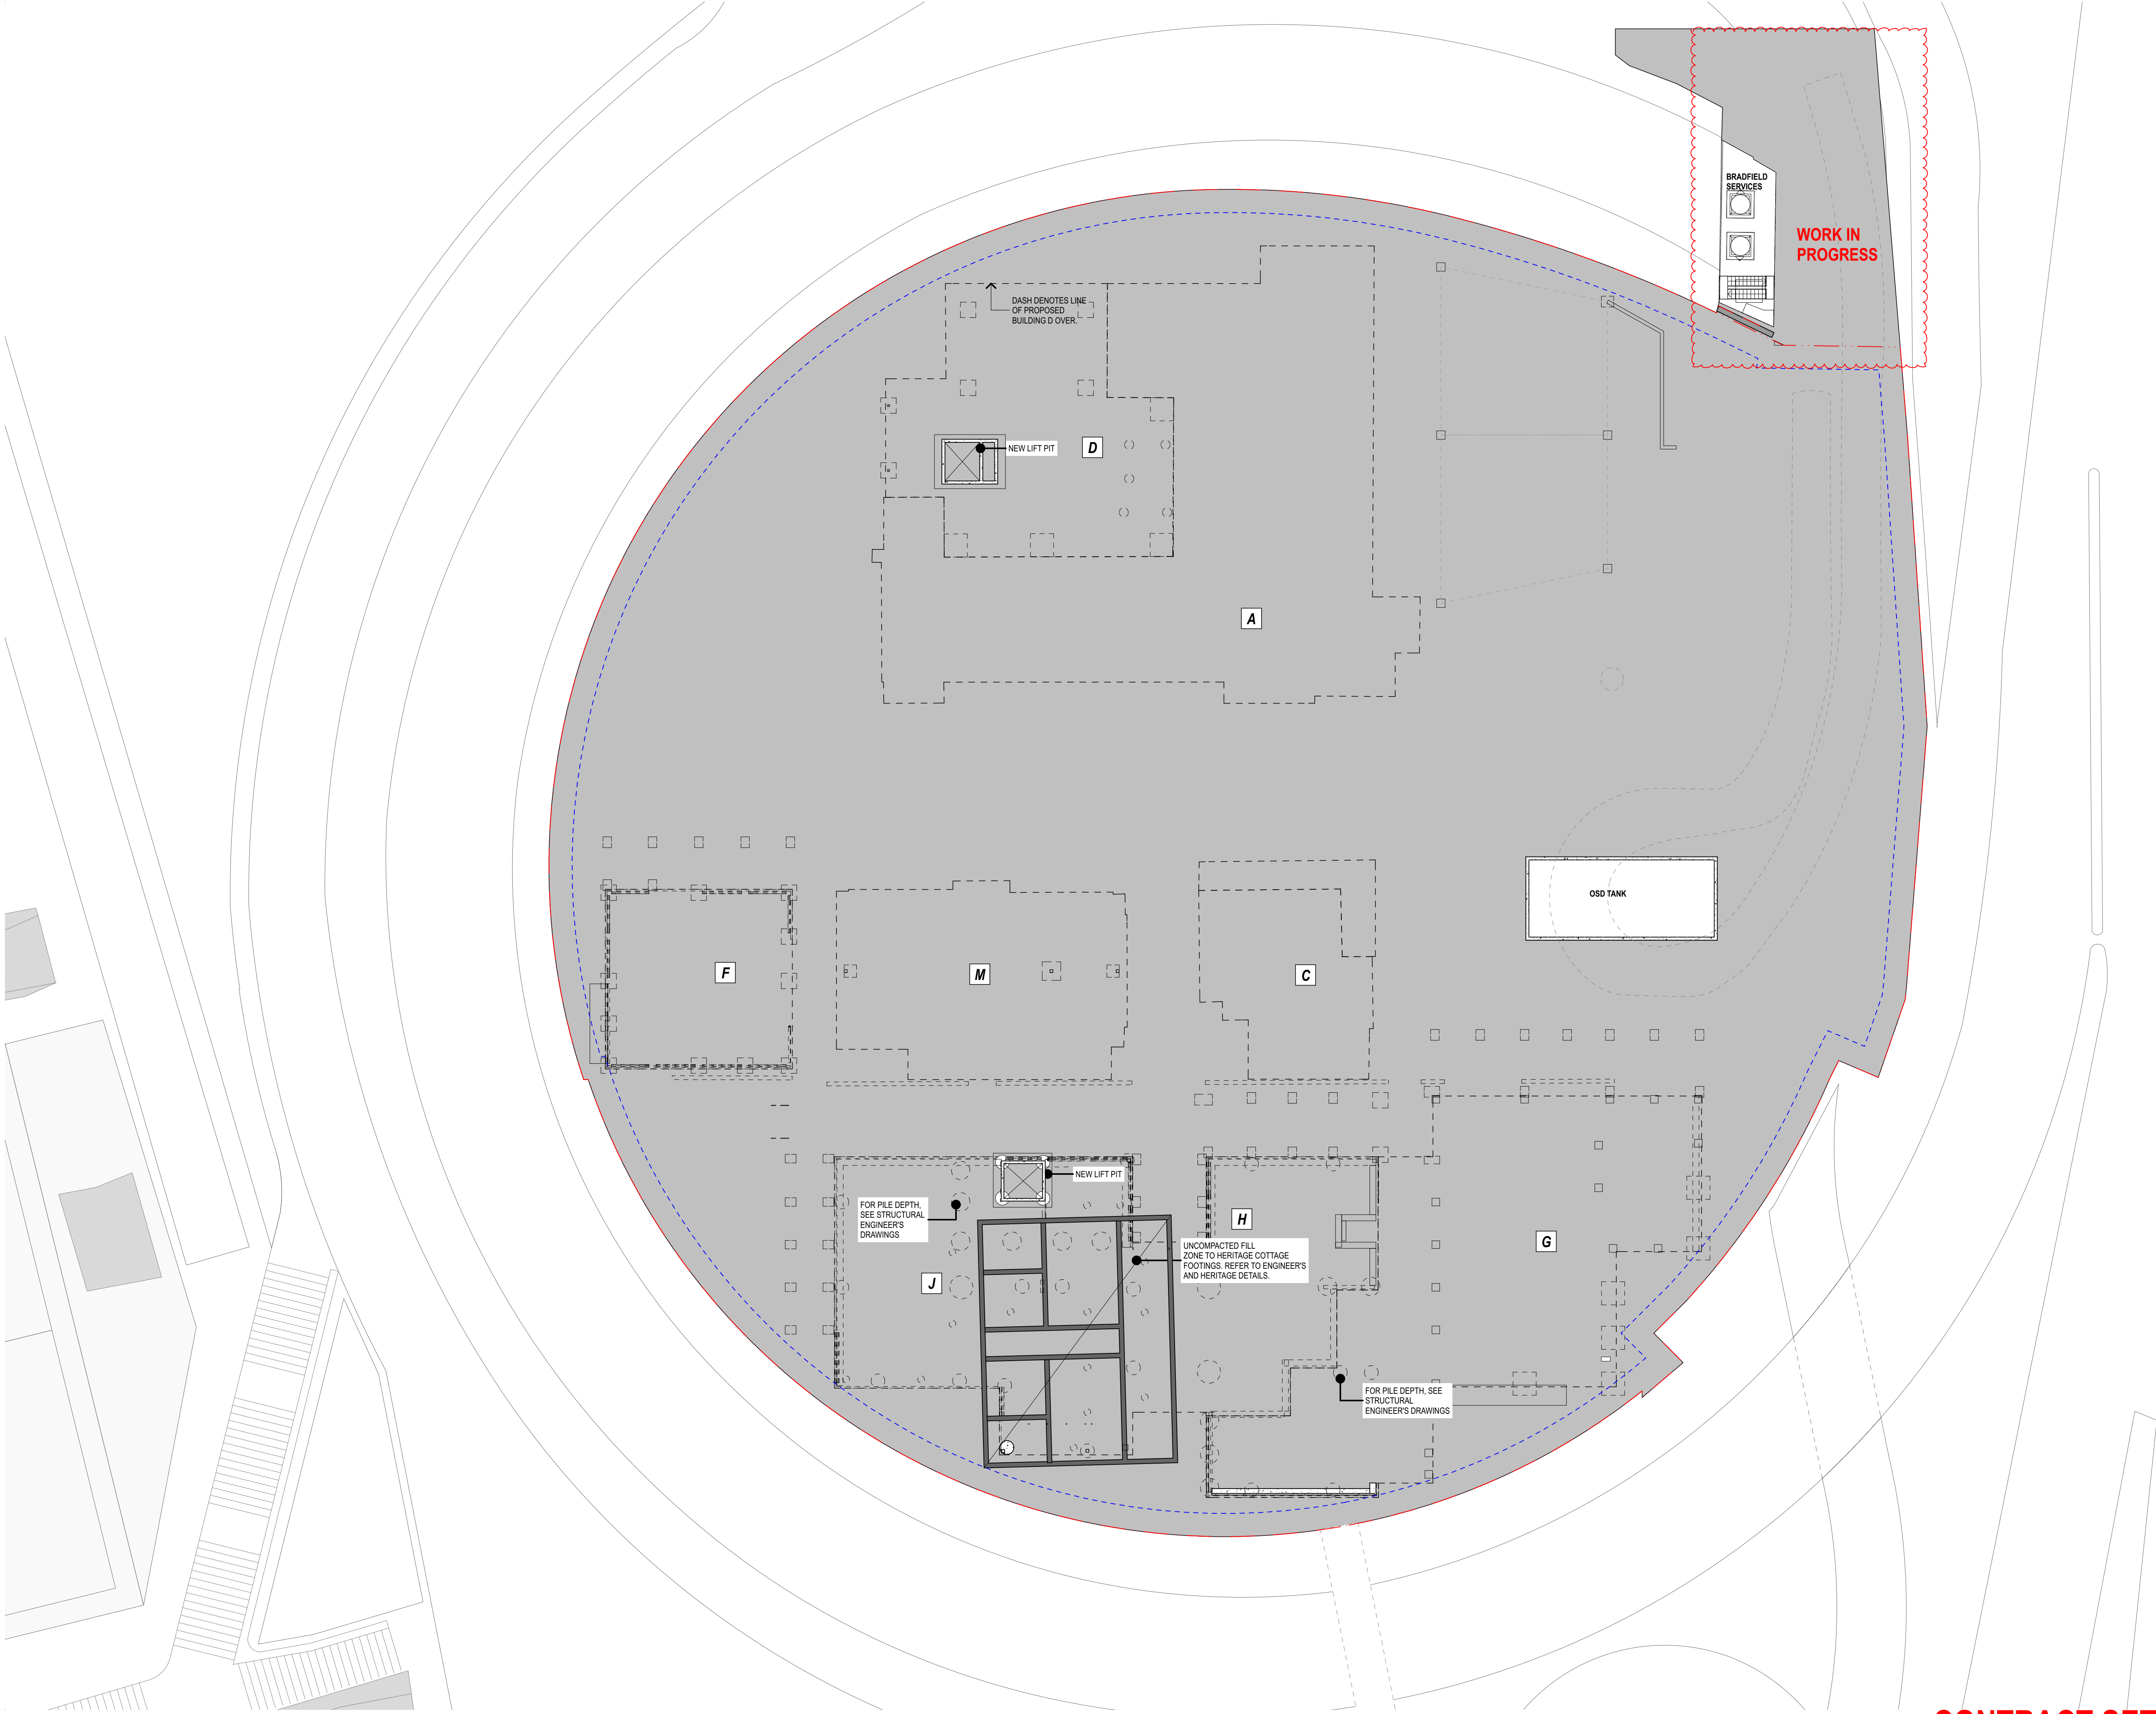 BRADFIELD
SERVICES
WORK IN
PROGRESS
DASH DENOTES LINE
OF PROPOSED
BUILDING D OVER.
NEW LIFT PIT
D
A
OSD TANK
F
M
C
NEW LIFT PIT
FOR PILE DEPTH,
SEE STRUCTURAL
ENGINEER'S
DRAWINGS
H
UNCOMPACTED FILL
ZONE TO HERITAGE COTTAGE
FOOTINGS. REFER TO ENGINEER'S
AND HERITAGE DETAILS.
G
J
FOR PILE DEPTH, SEE
STRUCTURAL
ENGINEER'S DRAWINGS